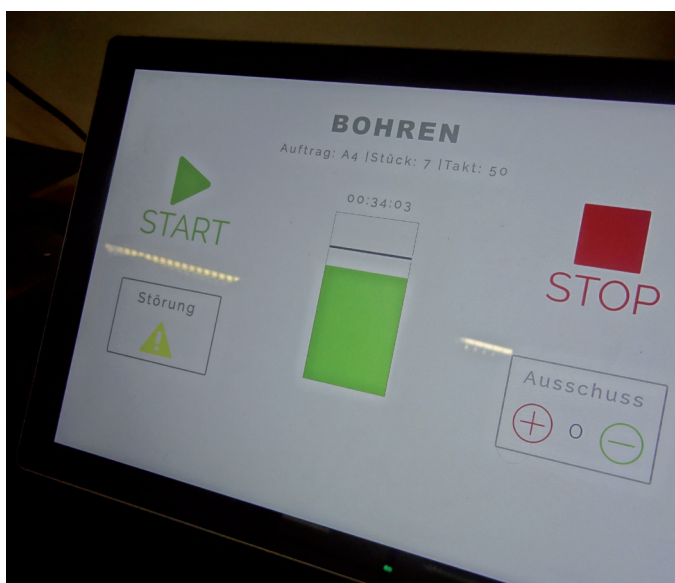 BOHREN
Auftrag: A4 |Stück: 7 |Takt: 50
00:34:03
START
STOP
Störung
Ausschuss
0